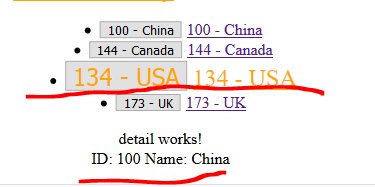 100 - China 100 - China
144 - Canada 144 - Canada
134 - USA 134 - USA
173 - UK 173 - UK
detail works!
ID: 100 Name: China